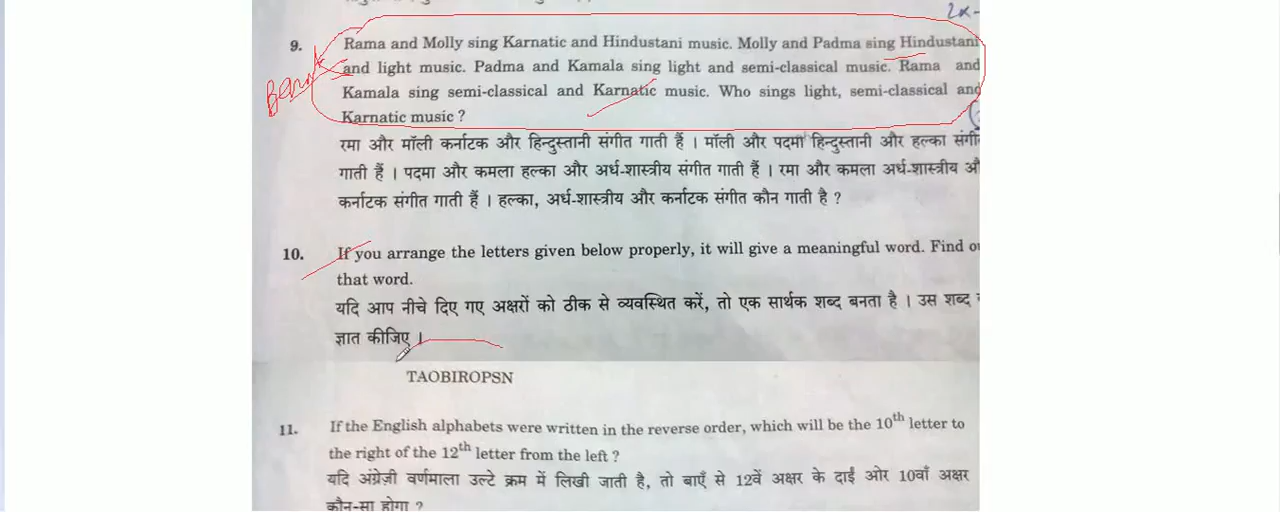 2x-
9. Rama and Molly sing Karnatic and Hindustani music. Molly and Padma sing Hindustani
and light music. Padma and Kamala sing light and semi-classical music. Rama and
Kamala sing semi-classical and Karnatic music. Who sings light, semi-classical and
Karnatic music ?
रमा और मॉली कर्नाटक और हिन्दुस्तानी संगीत गाती हैं । मॉली और पदमा हिन्दुस्तानी और हल्का संगी
गाती हैं । पदमा और कमला हल्का और अर्ध-शास्त्रीय संगीत गाती हैं । रमा और कमला अर्ध-शास्त्रीय औ
कर्नाटक संगीत गाती हैं । हल्का, अर्ध-शास्त्रीय और कर्नाटक संगीत कौन गाती है ?
10. If you arrange the letters given below properly, it will give a meaningful word. Find ou
that word.
यदि आप नीचे दिए गए अक्षरों को ठीक से व्यवस्थित करें, तो एक सार्थक शब्द बनता है । उस शब्द
ज्ञात कीजिए ।
TAOBIROPSN
11. If the English alphabets were written in the reverse order, which will be the 10th letter to
the right of the 12th letter from the left ?
यदि अंग्रेज़ी वर्णमाला उल्टे क्रम में लिखी जाती है, तो बाएँ से 12वें अक्षर के दाईं ओर 10वाँ अक्षर
कौन-सा होगा ?